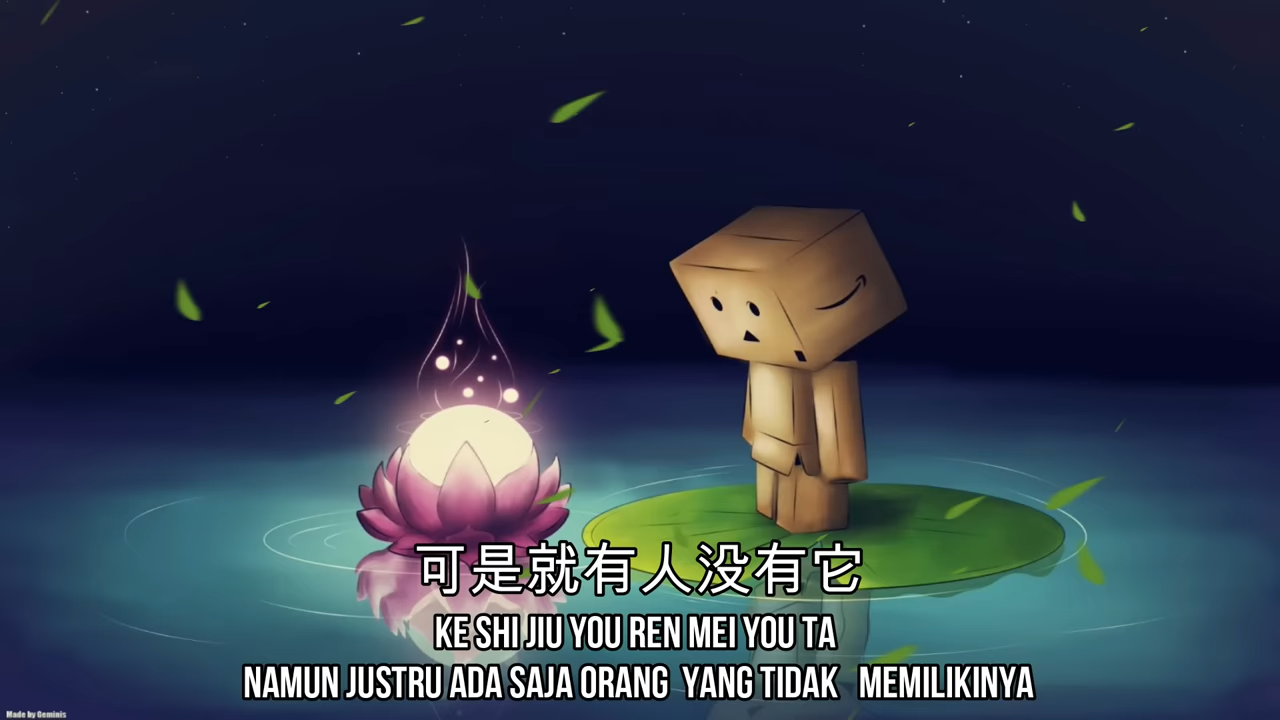 可是就有人没有它
KE SHI JIU YOU REN MEI YOU TA
NAMUN JUSTRU ADA SAJA ORANG YANG TIDAK MEMILIKINYA
Made by Geminis